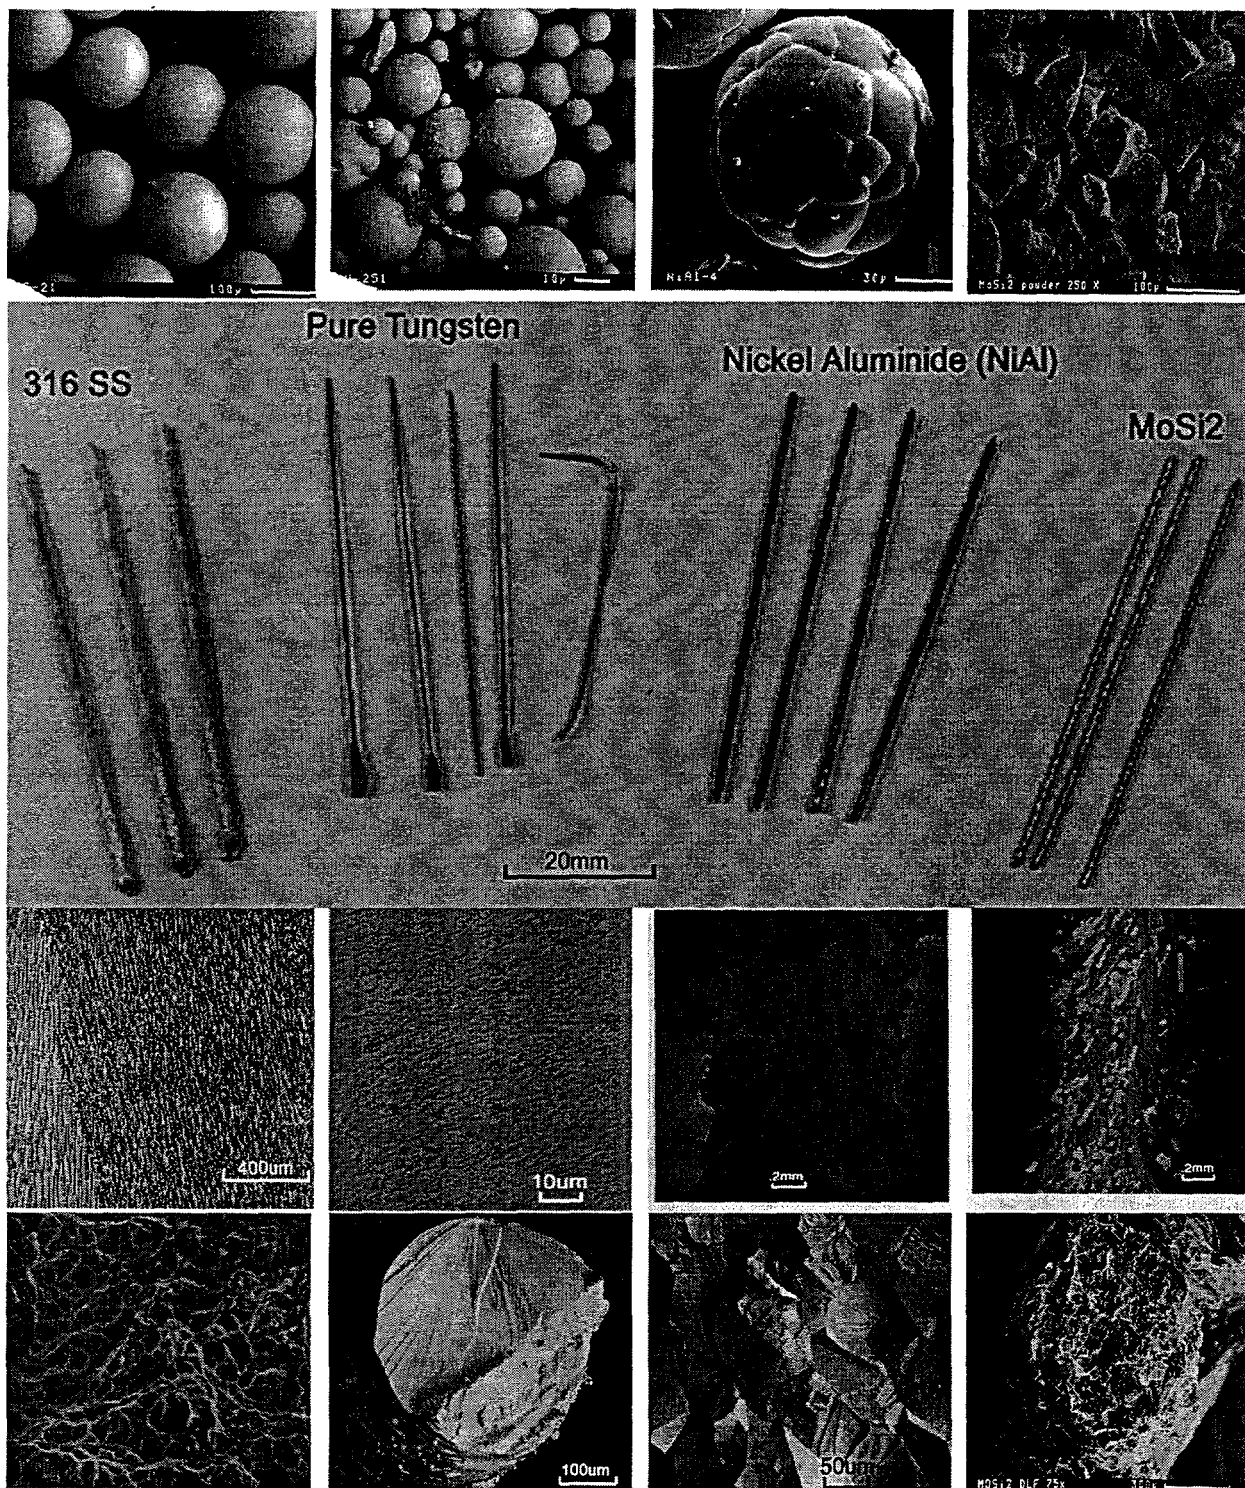 100μ
10μ
NiAl-4
30μ
MoSi2 powder 250 X
100μ
Pure Tungsten
316 SS
Nickel Aluminide (NiAl)
MoSi2
20mm
400um
10um
.2mm
.2mm
100um
50um
MOSi2 DLF 75x
300μ